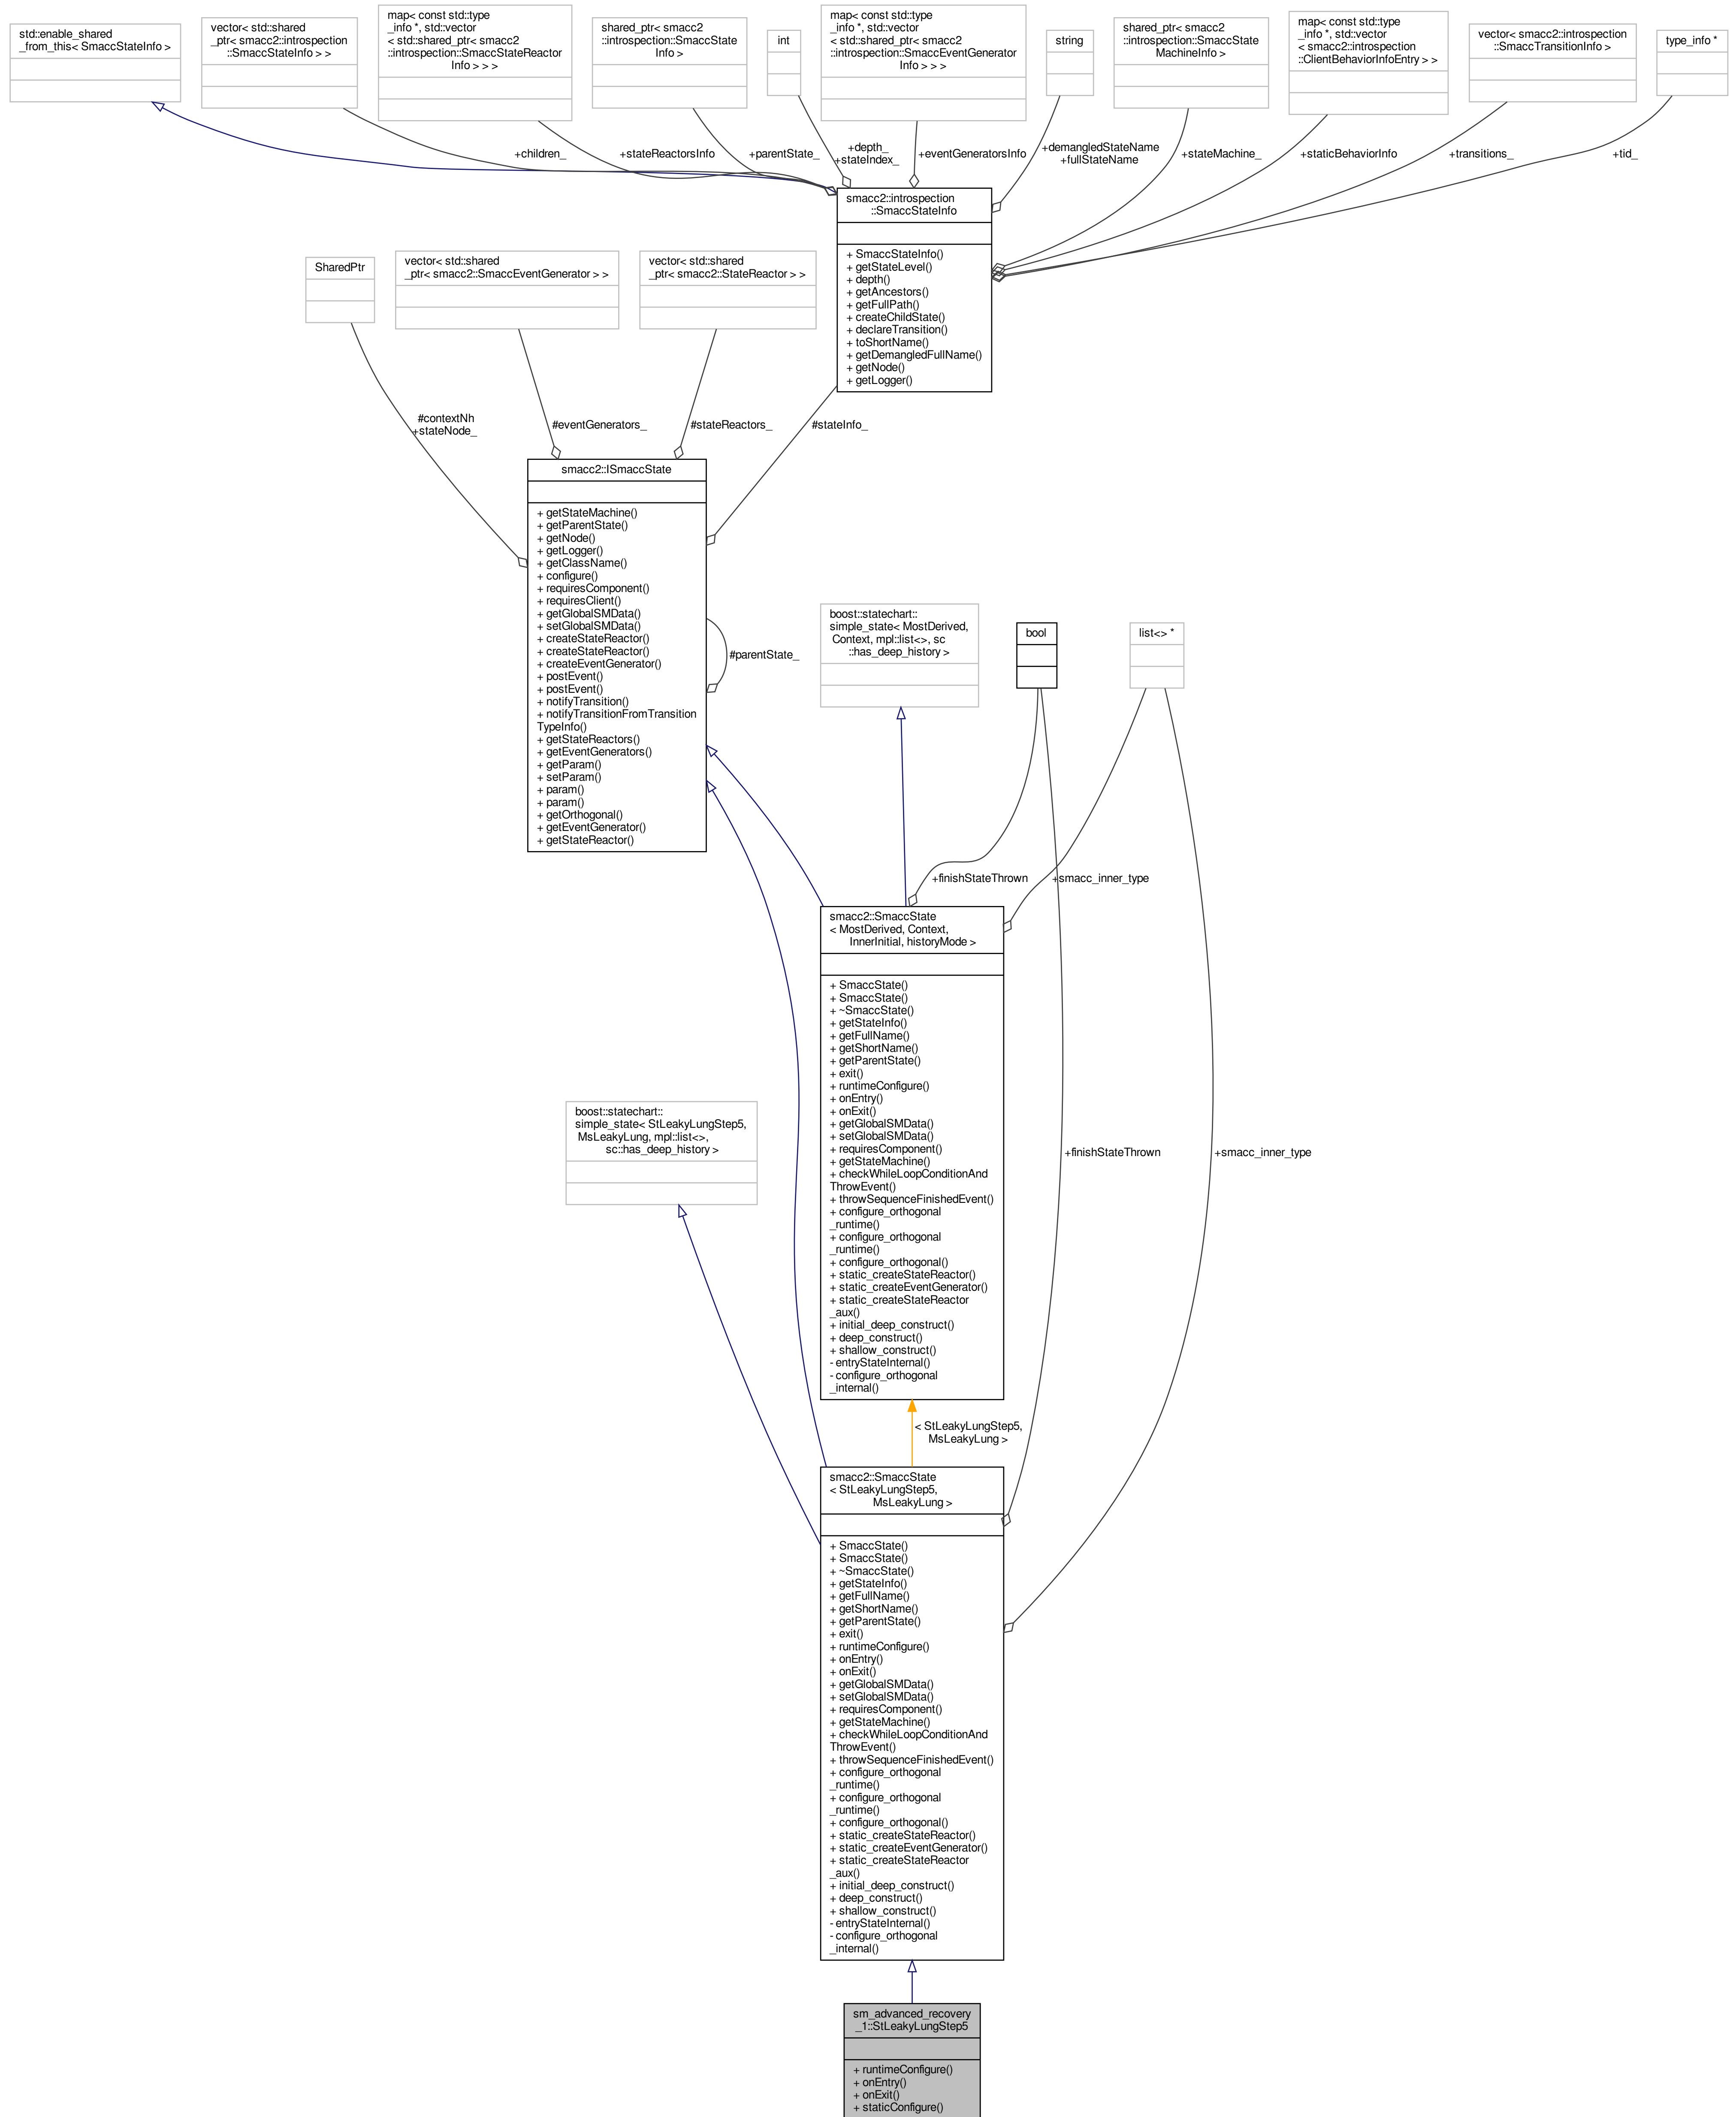 std::enable_shared
_from_this< SmaccStateInfo >
vector< std::shared
_ptr< smacc2::introspection
::SmaccStateInfo > >
map< const std::type
_info *, std::vector
< std::shared_ptr< smacc2
::introspection::SmaccStateReactor
Info > > >
shared_ptr< smacc2
::introspection::SmaccState
Info >
int
map< const std::type
_info *, std::vector
< std::shared_ptr< smacc2
::introspection::SmaccEventGenerator
Info > > >
string
shared_ptr< smacc2
::introspection::SmaccState
MachineInfo >
map< const std::type
_info *, std::vector
< smacc2::introspection
::ClientBehaviorInfoEntry > >
vector< smacc2::introspection
::SmaccTransitionInfo >
type_info *
+children_
+stateReactorsInfo
+parentState_
+depth_
+stateIndex_
+eventGeneratorsInfo
+demangledStateName
+fullStateName
+stateMachine_
+staticBehaviorInfo
+transitions_
+tid_
smacc2::introspection
::SmaccStateInfo
+ SmaccStateInfo()
+ getStateLevel()
+ depth()
+ getAncestors()
+ getFullPath()
+ createChildState()
+ declareTransition()
+ toShortName()
+ getDemangledFullName()
+ getNode()
+ getLogger()
SharedPtr
vector< std::shared
_ptr< smacc2::SmaccEventGenerator > >
vector< std::shared
_ptr< smacc2::StateReactor > >
#contextNh
+stateNode_
#eventGenerators_
#stateReactors_
#stateInfo_
smacc2::ISmaccState
+ getStateMachine()
+ getParentState()
+ getNode()
+ getLogger()
+ getClassName()
+ configure()
+ requiresComponent()
+ requiresClient()
+ getGlobalSMData()
+ setGlobalSMData()
+ createStateReactor()
+ createStateReactor()
+ createEventGenerator()
+ postEvent()
+ postEvent()
+ notifyTransition()
+ notifyTransitionFromTransition
TypeInfo()
+ getStateReactors()
+ getEventGenerators()
+ getParam()
+ setParam()
+ param()
+ param()
+ getOrthogonal()
+ getEventGenerator()
+ getStateReactor()
#parentState_
boost::statechart::
simple_state< MostDerived,
Context, mpl::list<>, sc
::has_deep_history >
bool
list<> *
+finishStateThrown
+smacc_inner_type
smacc2::SmaccState
< MostDerived, Context,
InnerInitial, historyMode >
+ SmaccState()
+ SmaccState()
+ ~SmaccState()
+ getStateInfo()
+ getFullName()
+ getShortName()
+ getParentState()
+ exit()
+ runtimeConfigure()
+ onEntry()
+ onExit()
+ getGlobalSMData()
+ setGlobalSMData()
+ requiresComponent()
+ getStateMachine()
+ checkWhileLoopConditionAnd
ThrowEvent()
+ throwSequenceFinishedEvent()
+ configure_orthogonal
_runtime()
+ configure_orthogonal
_runtime()
+ configure_orthogonal()
+ static_createStateReactor()
+ static_createEventGenerator()
+ static_createStateReactor
_aux()
+ initial_deep_construct()
+ deep_construct()
+ shallow_construct()
- entryStateInternal()
- configure_orthogonal
_internal()
boost::statechart::
simple_state< StLeakyLungStep5,
MsLeakyLung, mpl::list<>,
sc::has_deep_history >
+finishStateThrown
+smacc_inner_type
< StLeakyLungStep5,
MsLeakyLung >
smacc2::SmaccState
< StLeakyLungStep5,
MsLeakyLung >
+ SmaccState()
+ SmaccState()
+ ~SmaccState()
+ getStateInfo()
+ getFullName()
+ getShortName()
+ getParentState()
+ exit()
+ runtimeConfigure()
+ onEntry()
+ onExit()
+ getGlobalSMData()
+ setGlobalSMData()
+ requiresComponent()
+ getStateMachine()
+ checkWhileLoopConditionAnd
ThrowEvent()
+ throwSequenceFinishedEvent()
+ configure_orthogonal
_runtime()
+ configure_orthogonal
_runtime()
+ configure_orthogonal()
+ static_createStateReactor()
+ static_createEventGenerator()
+ static_createStateReactor
_aux()
+ initial_deep_construct()
+ deep_construct()
+ shallow_construct()
- entryStateInternal()
- configure_orthogonal
_internal()
sm_advanced_recovery
_1::StLeakyLungStep5
+ runtimeConfigure()
+ onEntry()
+ onExit()
+ staticConfigure()